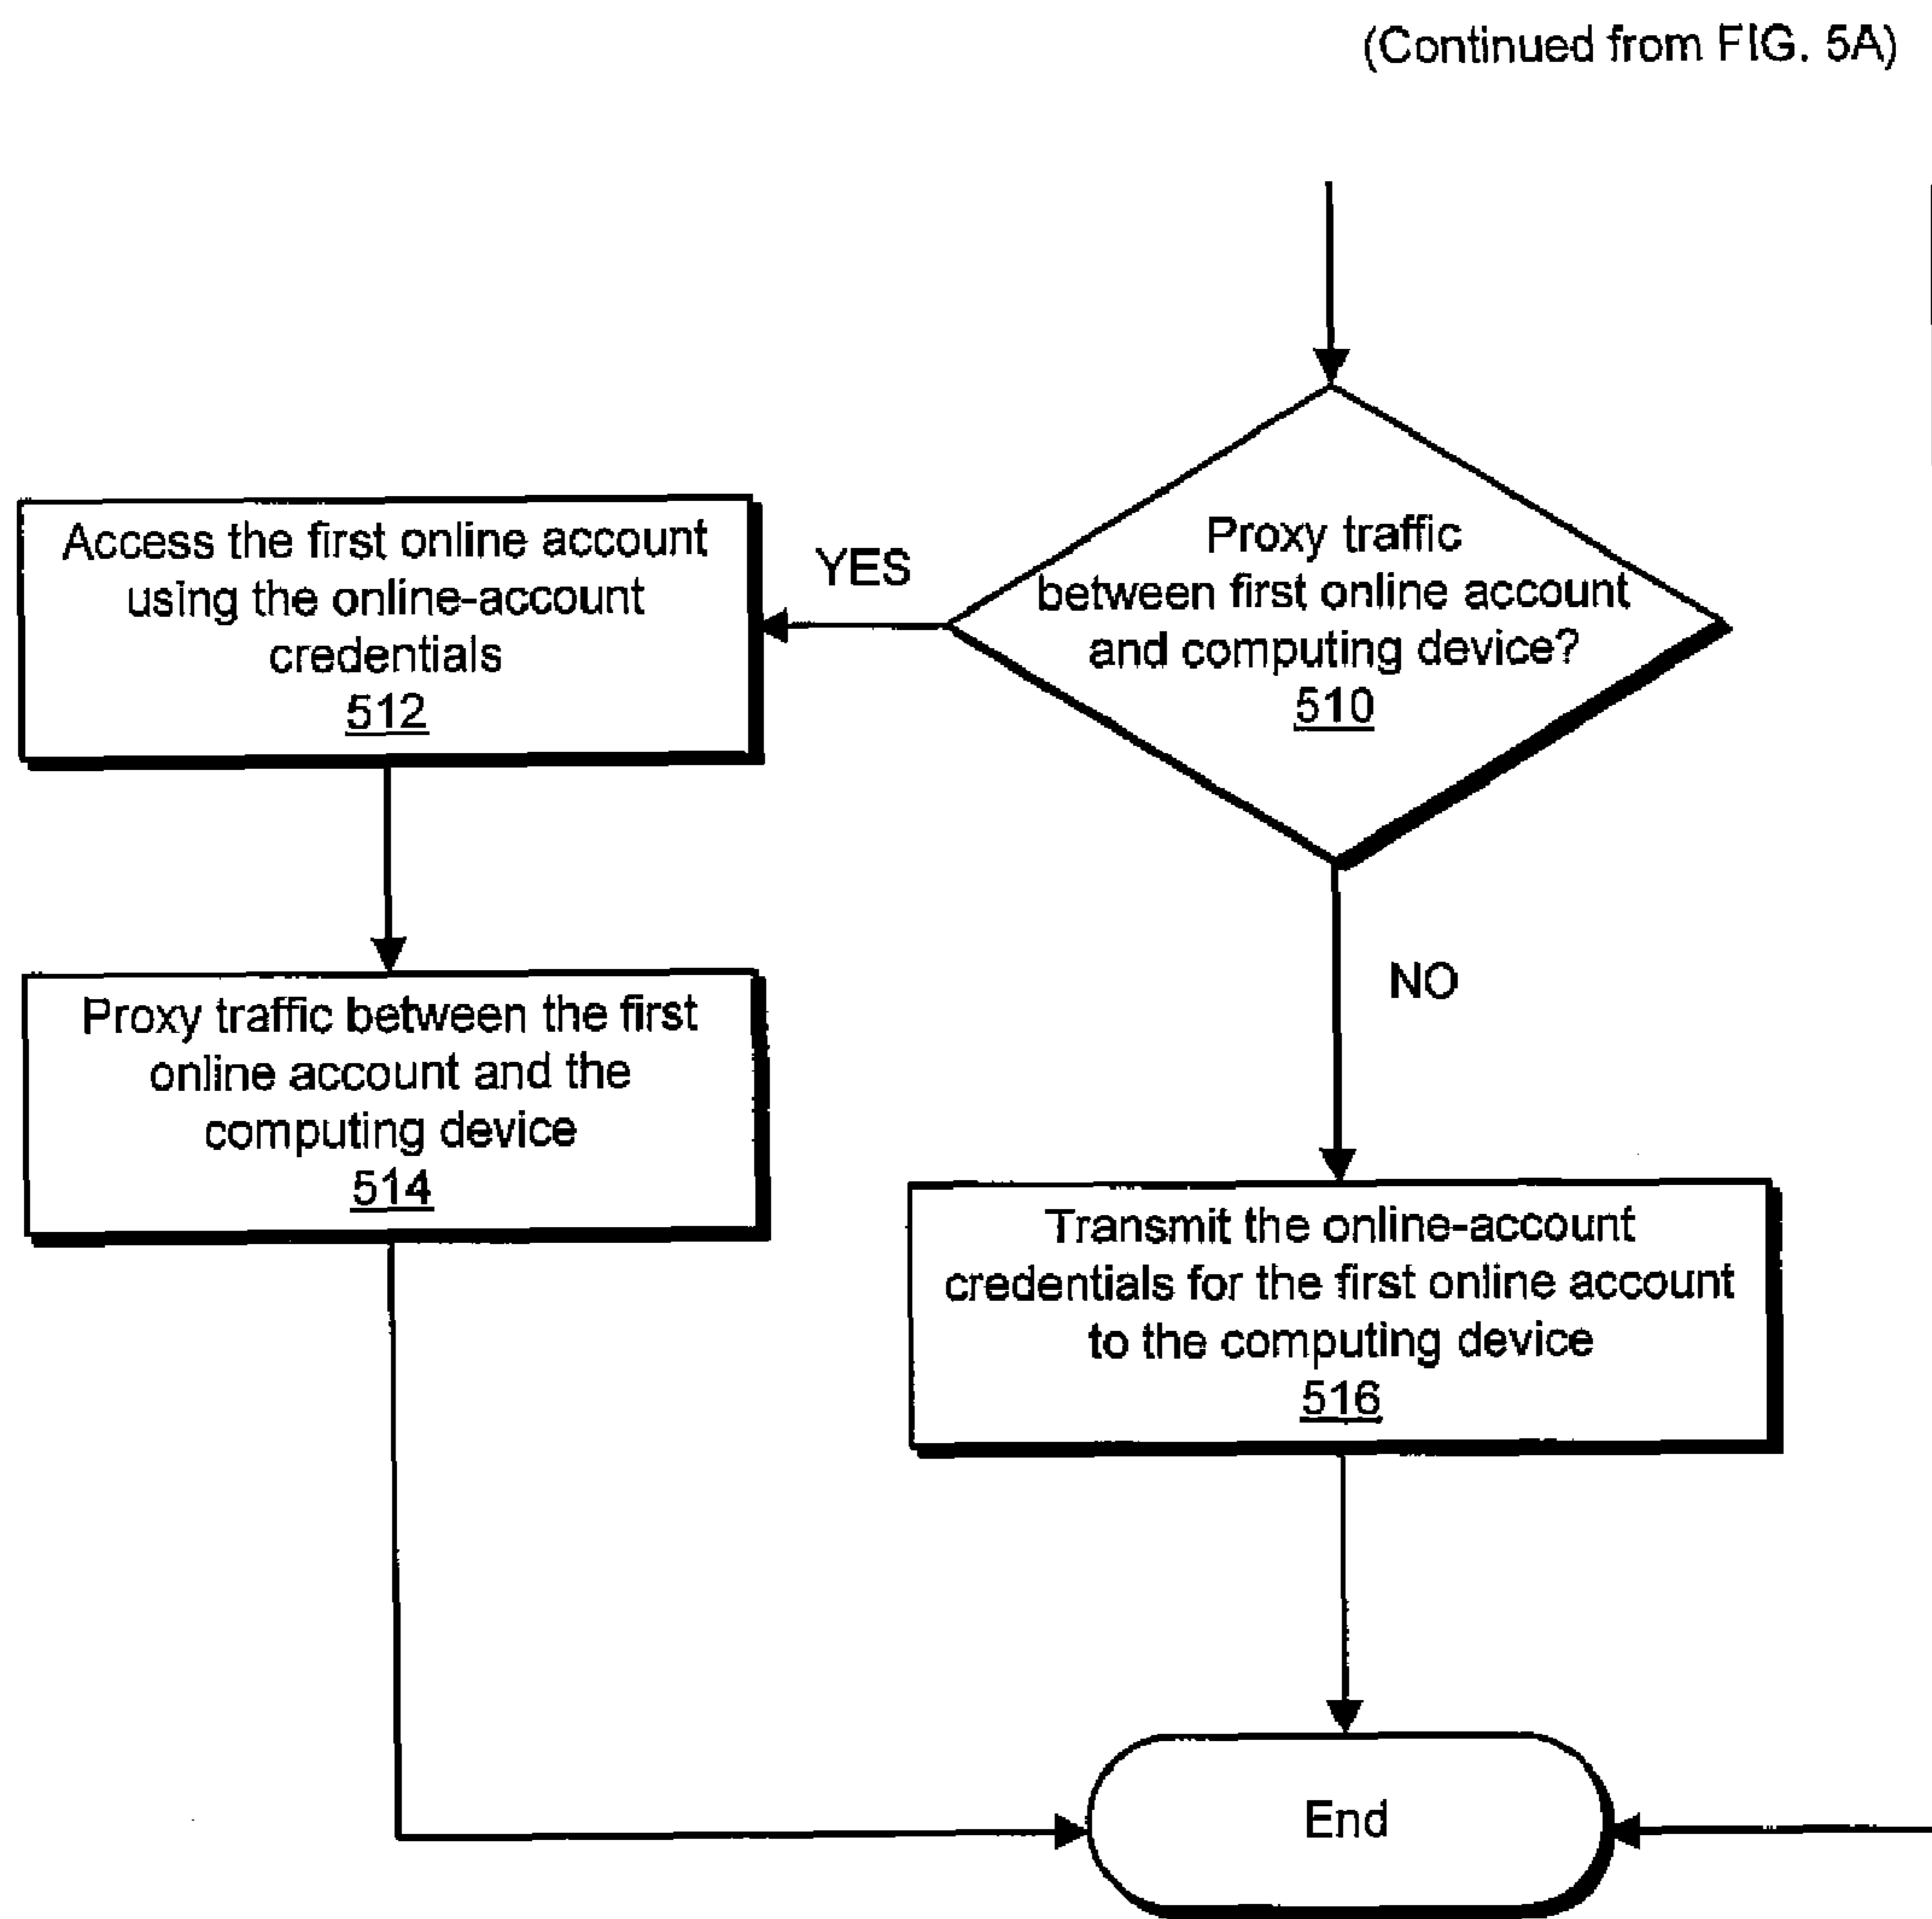 (Continued from FIG. 5A)
Proxy traffic
between first online account
and computing device?
510
YES
Access the first online account
using the online-account
credentials
512
Proxy traffic between the first
online account and the
computing device
514
NO
Transmit the online-account
credentials for the first online account
to the computing device
516
End